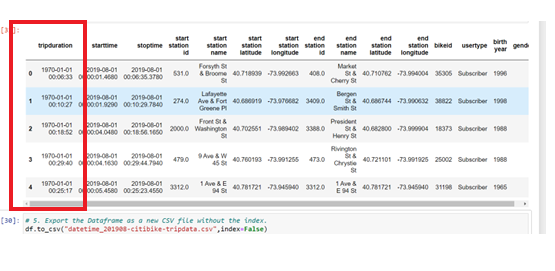 [3
tripduration starttime stoptime start station id start station name start station latitude start station longitude end station id end station name end station latitude end station longitude bikeid usertype birth year gende
0 1970-01-01 00:06:33 2019-08-01 00:00:01.4680 2019-08-01 00:06:35.3780 531.0 Forsyth St & Broome St 40.718939 -73.992663 408.0 Market St & Cherry St 40.710762 -73.994004 35305 Subscriber 1996
1 1970-01-01 00:10:27 2019-08-01 00:00:01.9290 2019-08-01 00:10:29.7840 274.0 Lafayette Ave & Fort Greene Pl 40.686919 -73.976682 3409.0 Bergen St & Smith St 40.686744 -73.990632 38822 Subscriber 1998
2 1970-01-01 00:18:52 2019-08-01 00:00:04.0480 2019-08-01 00:18:56.1650 2000.0 Front St & Washington St 40.702551 -73.989402 3388.0 President St & Henry St 40.682800 -73.999904 18373 Subscriber 1988
3 1970-01-01 00:29:40 2019-08-01 00:00:04.1630 2019-08-01 00:29:44.7940 479.0 9 Ave & W 45 St 40.760193 -73.991255 473.0 Rivington St & Chrystie St 40.721101 -73.991925 25002 Subscriber 1988
4 1970-01-01 00:25:17 2019-08-01 00:00:05.4580 2019-08-01 00:25:23.4550 3312.0 1 Ave & E 94 St 40.781721 -73.945940 3312.0 1 Ave & E 94 St 40.781721 -73.945940 31198 Subscriber 1965
[30]: # 5. Export the Dataframe as a new CSV file without the index.
df.to_csv("datetime_201908-citibike-tripdata.csv",index=False)